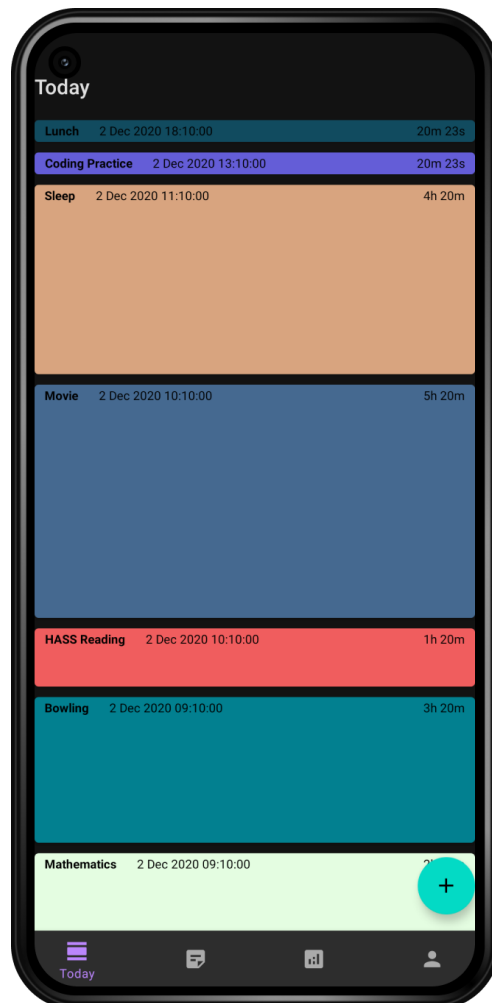 Today
Lunch 2 Dec 2020 18:10:00 20m 23s
Coding Practice 2 Dec 2020 13:10:00 20m 23s
Sleep 2 Dec 2020 11:10:00 4h 20m
Movie 2 Dec 2020 10:10:00 5h 20m
HASS Reading 2 Dec 2020 10:10:00 1h 20m
Bowling 2 Dec 2020 09:10:00 3h 20m
Mathematics 2 Dec 2020 09:10:00
+
Today